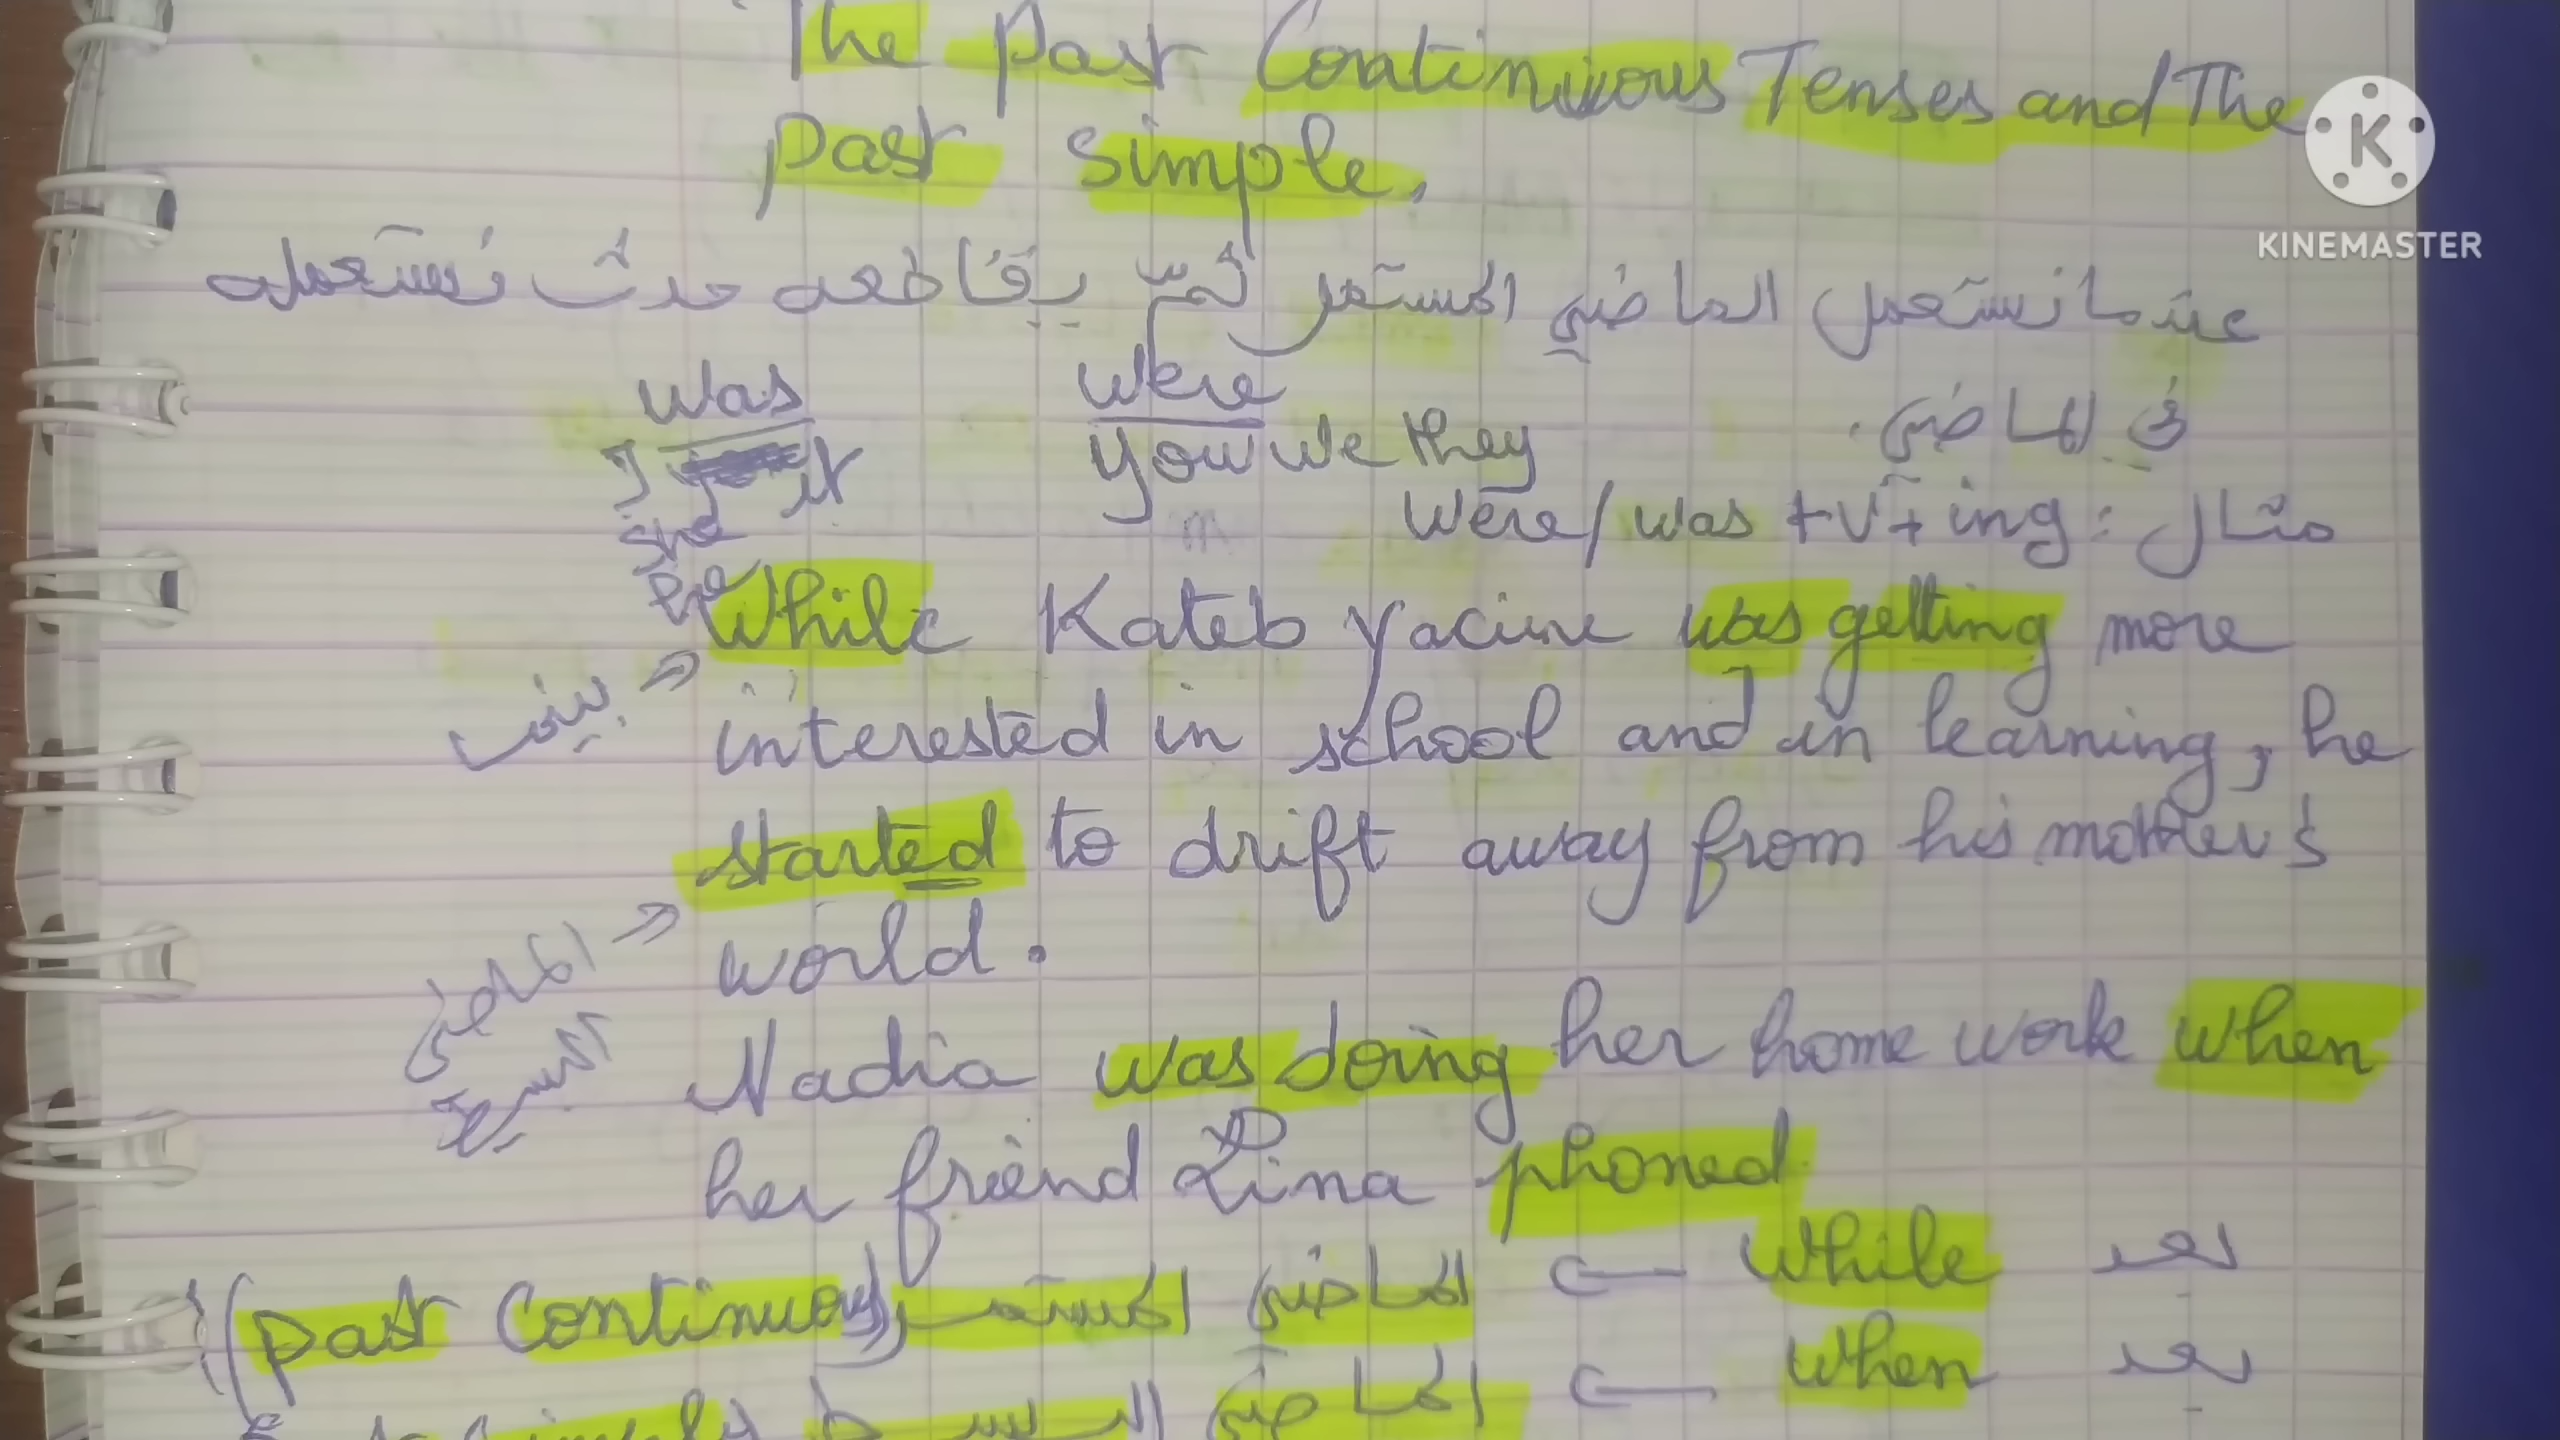 The Past Continuous Tenses and The
Past simple.
عندما نستعمل الماضي المستمر ثم يقاطعه حدث نستعمله
في الماضي.
was were
I it you we they
she
he
مثال: were/was + v + ing
While Kateb Yacine was getting more
بينما
interested in school and in learning, he
started to drift away from his mother's
world.
الماضي
البسيط
Nadia was doing her home work when
her friend Lina phoned
بعد while → الماضي المستمر (Past Continuous)
بعد when → الماضي البسيط
K
KINEMASTER